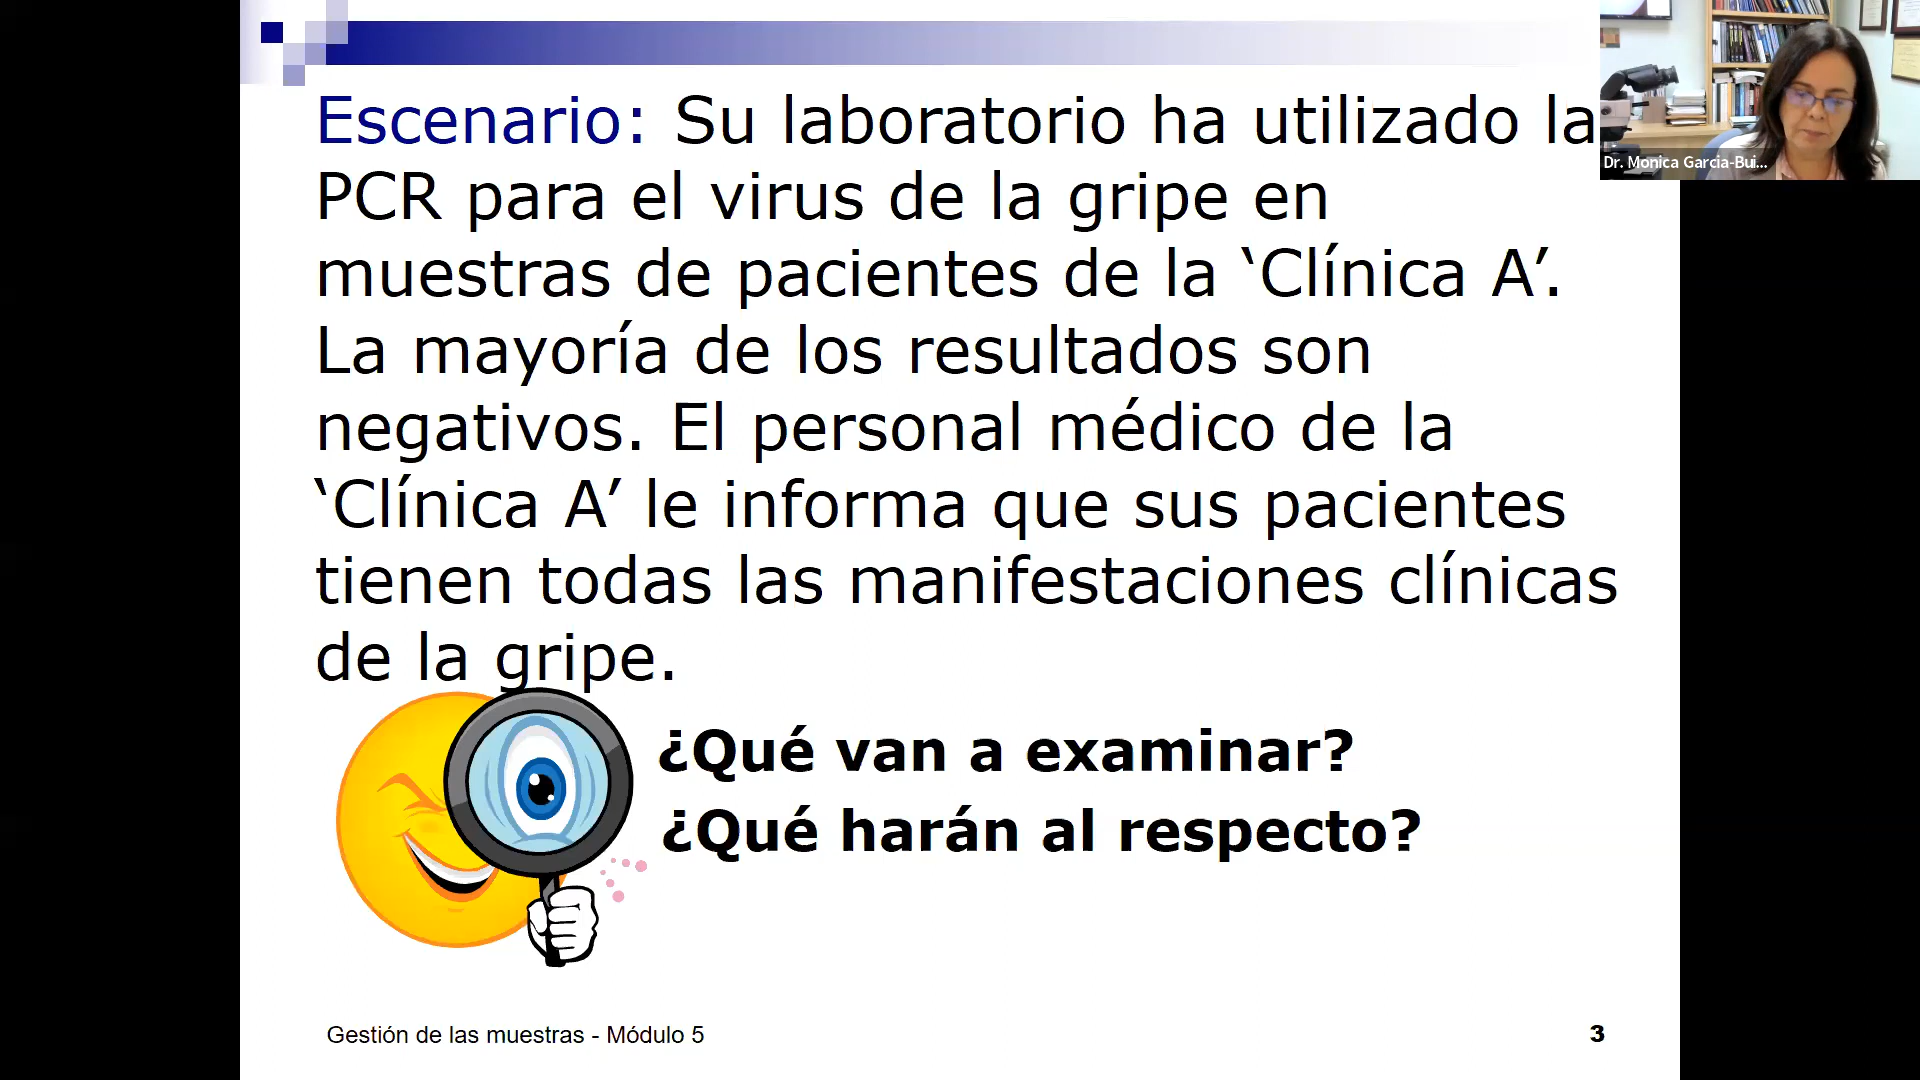 Escenario: Su laboratorio ha utilizado la
PCR para el virus de la gripe en
muestras de pacientes de la ‘Clínica A’.
La mayoría de los resultados son
negativos. El personal médico de la
‘Clínica A’ le informa que sus pacientes
tienen todas las manifestaciones clínicas
de la gripe.
¿Qué van a examinar?
¿Qué harán al respecto?
Gestión de las muestras - Módulo 5
3
Dr. Monica Garcia-Bui...